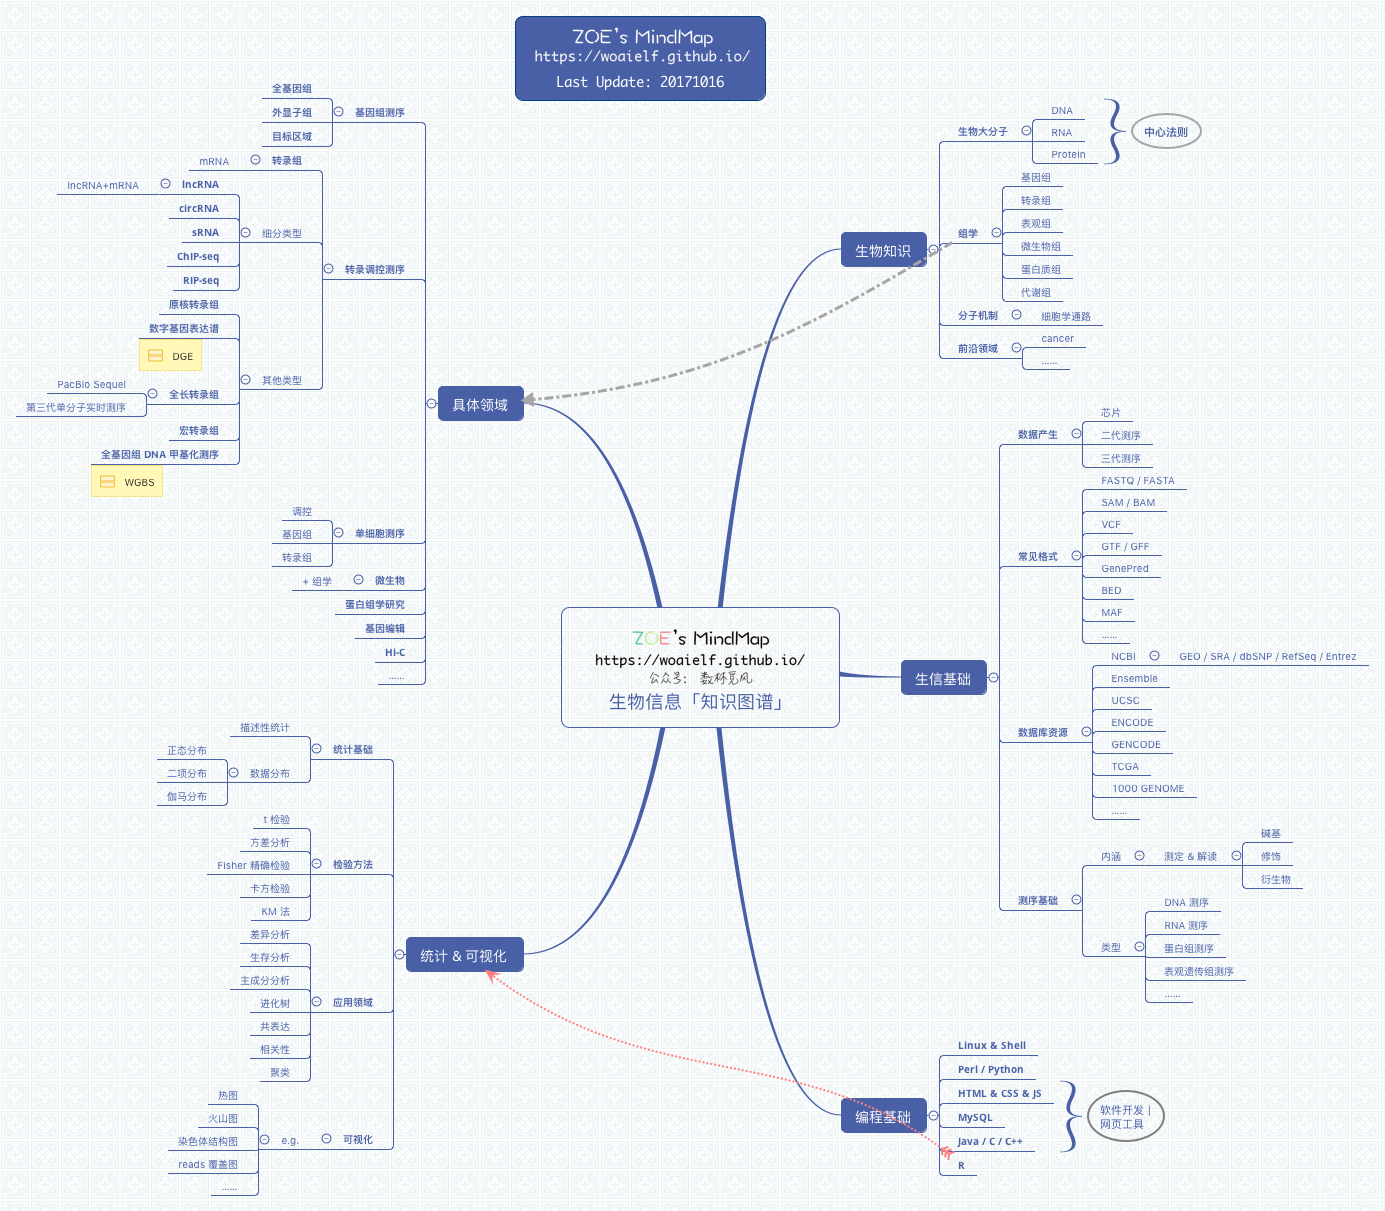 ZOE's MindMap
https://woaielf.github.io/
Last Update: 20171016
ZOE's MindMap
https://woaielf.github.io/
公众号: 数林觅风
生物信息「知识图谱」
具体领域
基因组测序
全基因组
外显子组
目标区域
转录调控测序
转录组
mRNA
细分类型
lncRNA
lncRNA+mRNA
circRNA
sRNA
ChIP-seq
RIP-seq
其他类型
原核转录组
数字基因表达谱
DGE
全长转录组
PacBio Sequel
第三代单分子实时测序
宏转录组
全基因组 DNA 甲基化测序
WGBS
单细胞测序
调控
基因组
转录组
微生物
+ 组学
蛋白组学研究
基因编辑
Hi-C
......
统计 & 可视化
统计基础
描述性统计
数据分布
正态分布
二项分布
伽马分布
检验方法
t 检验
方差分析
Fisher 精确检验
卡方检验
KM 法
应用领域
差异分析
生存分析
主成分分析
进化树
共表达
相关性
聚类
可视化
e.g.
热图
火山图
染色体结构图
reads 覆盖图
......
生物知识
生物大分子
DNA
RNA
Protein
中心法则
组学
基因组
转录组
表观组
微生物组
蛋白质组
代谢组
分子机制
细胞学通路
前沿领域
cancer
......
生信基础
数据产生
芯片
二代测序
三代测序
常见格式
FASTQ / FASTA
SAM / BAM
VCF
GTF / GFF
GenePred
BED
MAF
......
数据库资源
NCBI
GEO / SRA / dbSNP / RefSeq / Entrez
Ensemble
UCSC
ENCODE
GENCODE
TCGA
1000 GENOME
......
测序基础
内涵
测定 & 解读
碱基
修饰
衍生物
类型
DNA 测序
RNA 测序
蛋白组测序
表观遗传组测序
......
编程基础
Linux & Shell
Perl / Python
HTML & CSS & JS
MySQL
Java / C / C++
R
软件开发 |
网页工具